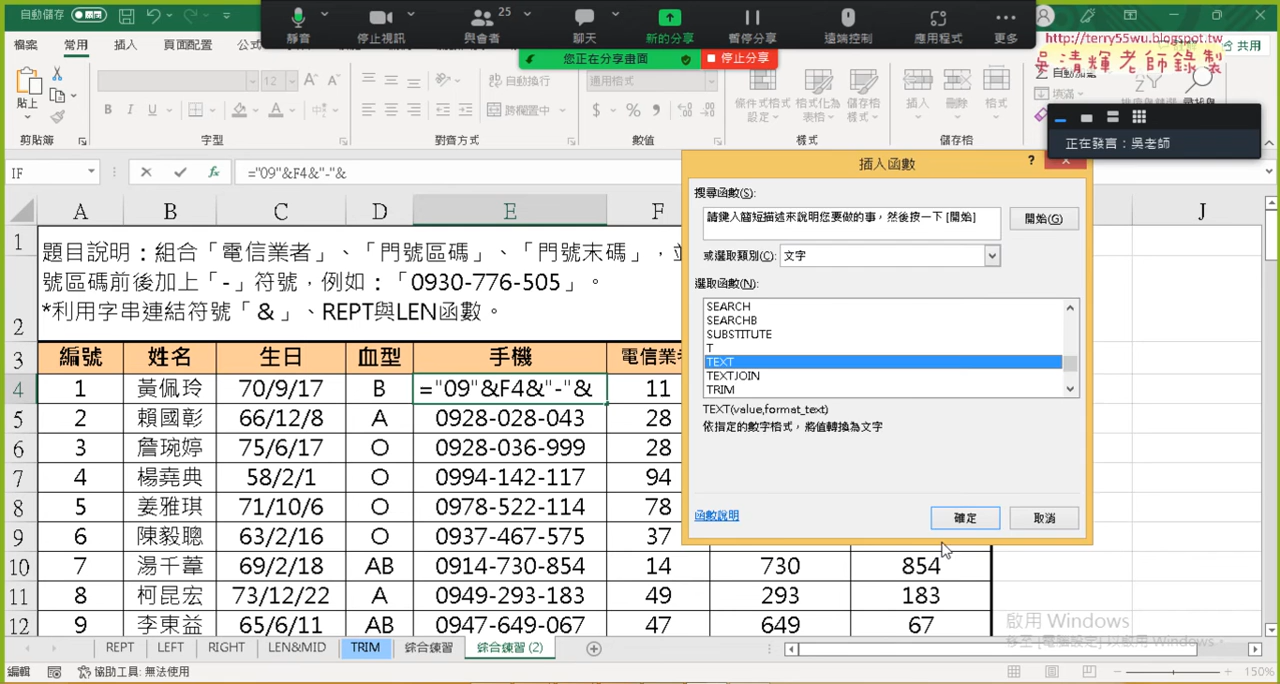 自動儲存
靜音
停止視訊
25
與會者
聊天
新的分享
暫停分享
遠端控制
應用程式
更多
http://terry55wu.blogspot.tw
吳清輝老師錄製
您正在分享畫面
停止分享
檔案 常用 插入 頁面配置 公式
共用
貼上
12
自動換行
跨欄置中
通用格式
條件式格式設定
格式化為表格
儲存格樣式
插入 刪除 格式
填滿
剪貼簿 字型 對齊方式 數值 樣式 儲存格
正在發言：吳老師
IF
="09"&F4&"-"&
插入函數
搜尋函數(S):
請鍵入簡短描述來說明您要做的事，然後按一下 [開始]
開始(G)
或選取類別(C): 文字
選取函數(N):
SEARCH
SEARCHB
SUBSTITUTE
T
TEXT
TEXTJOIN
TRIM
TEXT(value,format_text)
依指定的數字格式，將值轉換為文字
函數說明
確定
取消
A B C D E F J
1 題目說明：組合「電信業者」、「門號區碼」、「門號末碼」，
號區碼前後加上「-」符號，例如：「0930-776-505」。
2 *利用字串連結符號「&」、REPT與LEN函數。
3 編號 姓名 生日 血型 手機 電信業
4 1 黃佩玲 70/9/17 B ="09"&F4&"-"& 11
5 2 賴國彰 66/12/8 A 0928-028-043 28
6 3 詹琬婷 75/6/17 O 0928-036-999 28
7 4 楊堯典 58/2/1 O 0994-142-117 94
8 5 姜雅琪 71/10/6 O 0978-522-114 78
9 6 陳毅聰 63/2/16 O 0937-467-575 37
10 7 湯千葦 69/2/18 AB 0914-730-854 14 730 854
11 8 柯昆宏 73/12/22 A 0949-293-183 49 293 183
12 9 李東益 65/6/11 AB 0947-649-067 47 649 67
啟用 Windows
移至 [電腦設定] 以啟用 Windows。
REPT LEFT RIGHT LEN&MID TRIM 綜合練習 綜合練習 (2)
編輯
協助工具: 無法使用
150%